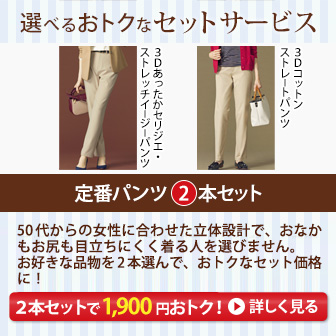 選べるおトクなセットサービス
3Dあったかセリジエ・
ストレッチイージーパンツ
3Dコットン
ストレートパンツ
定番パンツ2本セット
50代からの女性に合わせた立体設計で、おなか
もお尻も目立ちにくく着る人を選びません。
お好きな品物を2本選んで、おトクなセット価格
に！
2本セットで1,900円おトク！ 詳しく見る